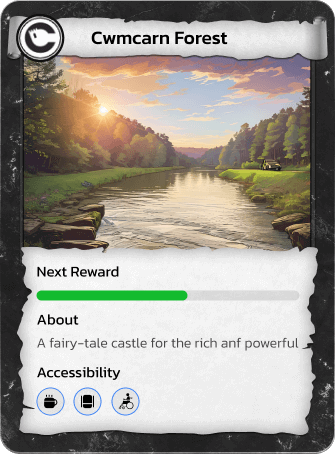 Cwmcarn Forest
Next Reward
About
A fairy-tale castle for the rich anf powerful
Accessibility